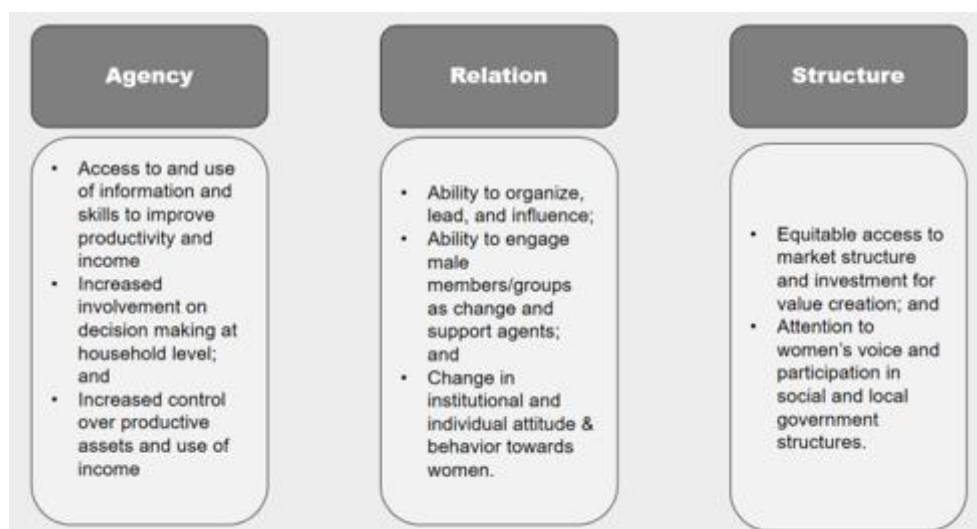 Agency
• Access to and use
of information and
skills to improve
productivity and
income
• Increased
involvement on
decision making at
household level;
and
• Increased control
over productive
assets and use of
income
Relation
• Ability to organize,
lead, and influence;
• Ability to engage
male
members/groups
as change and
support agents;
and
• Change in
institutional and
individual attitude &
behavior towards
women.
Structure
• Equitable access to
market structure
and investment for
value creation; and
• Attention to
women's voice and
participation in
social and local
government
structures.